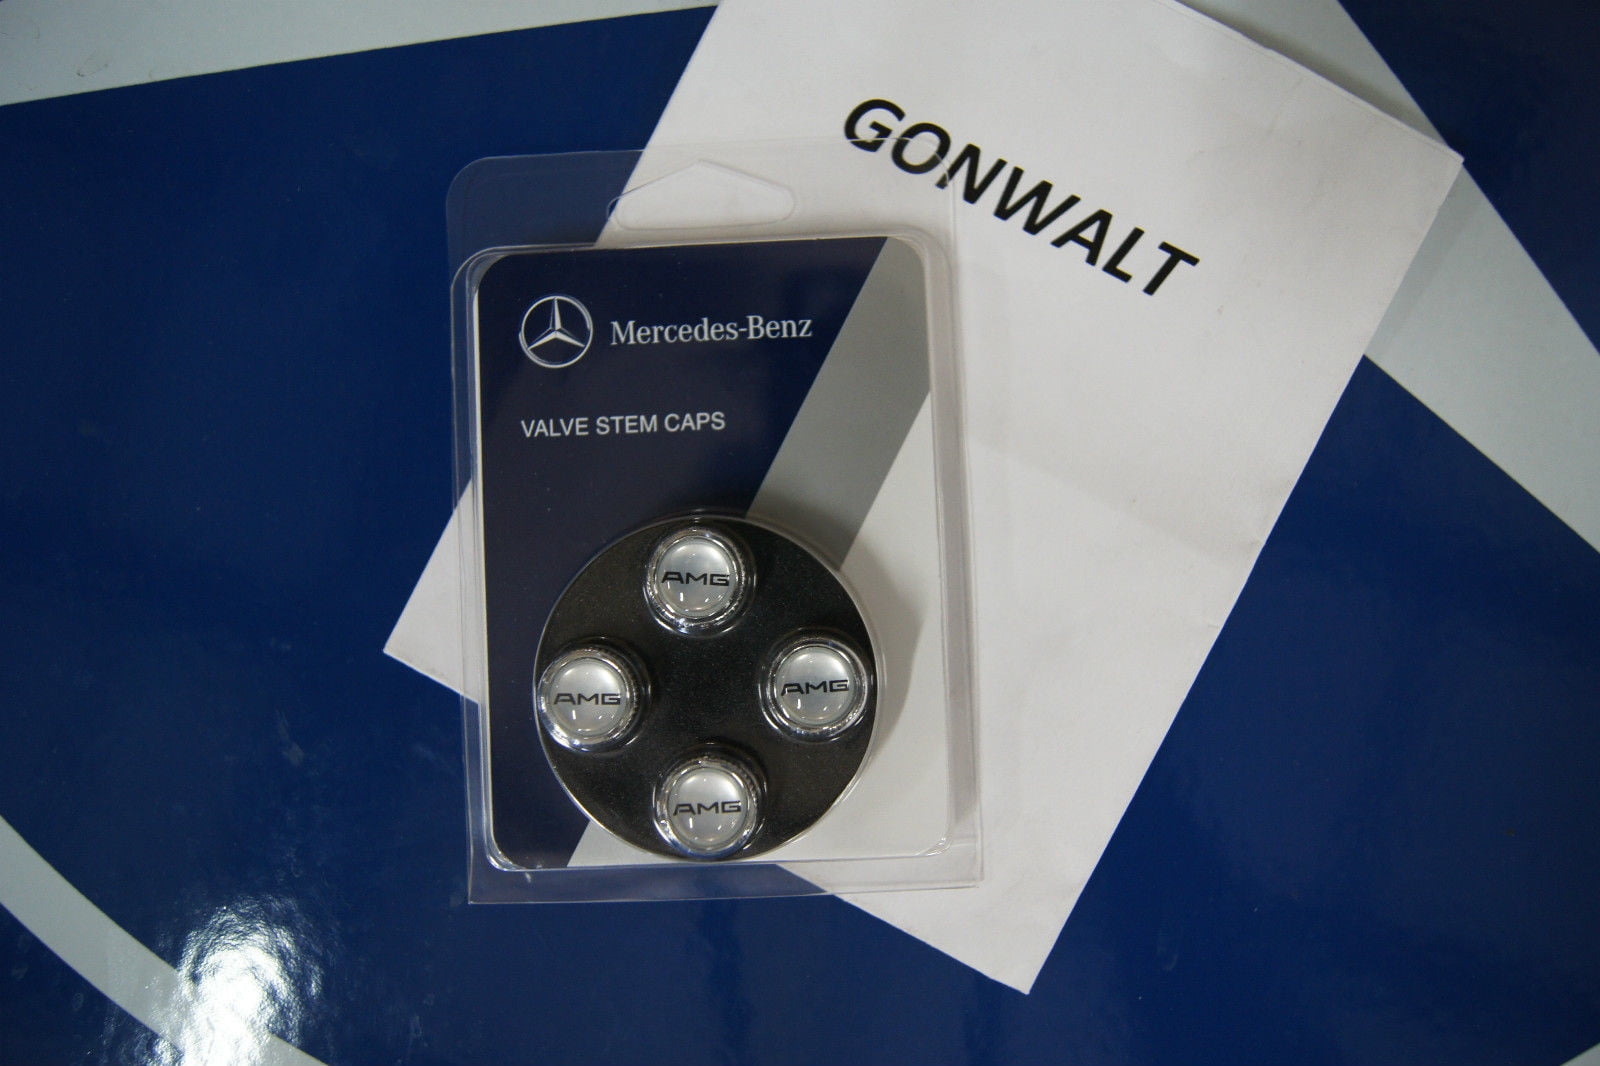 GONWALT
Mercedes-Benz
VALVE STEM CAPS
AMG
AMG
AMG
AMG